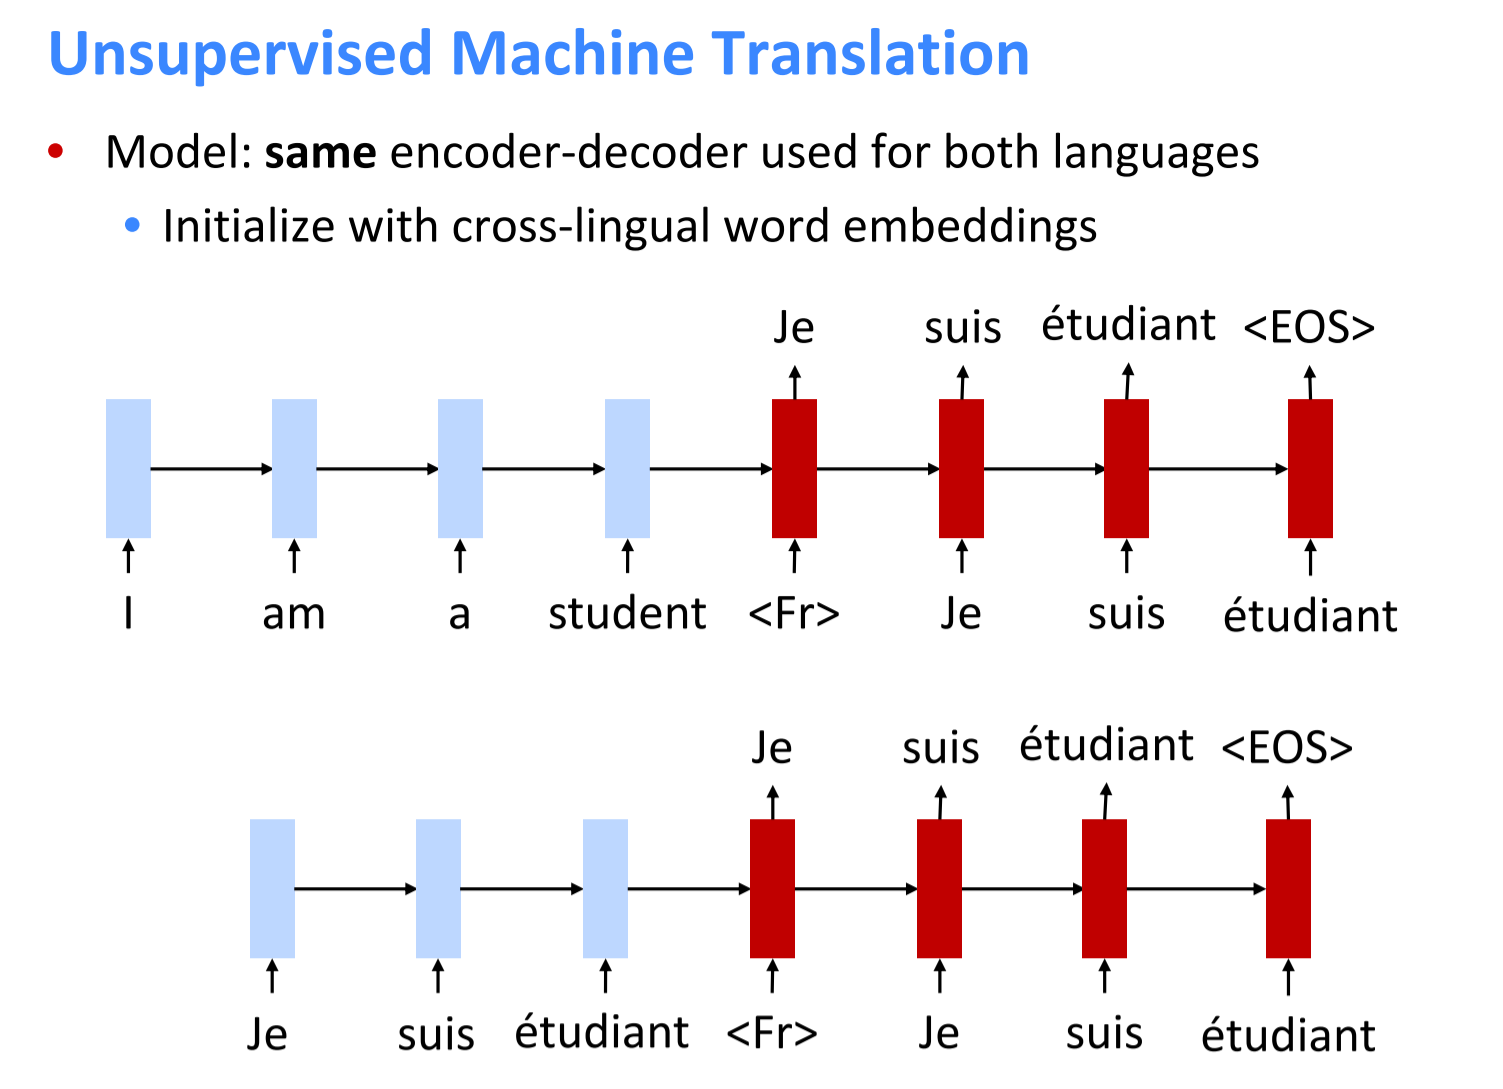 Unsupervised Machine Translation
• Model: same encoder-decoder used for both languages
• Initialize with cross-lingual word embeddings
Je suis étudiant <EOS>
I am a student <Fr> Je suis étudiant
Je suis étudiant <EOS>
Je suis étudiant <Fr> Je suis étudiant